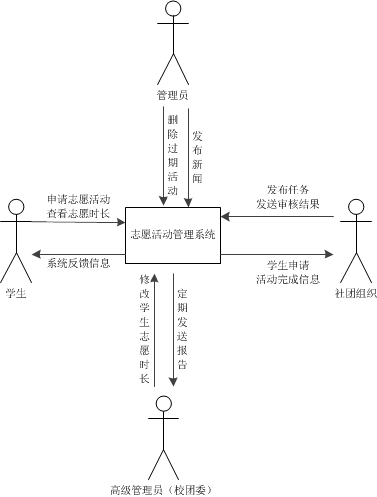 管理员
删除过期活动
发布新闻
申请志愿活动
查看志愿时长
发布任务
发送审核结果
志愿活动管理系统
系统反馈信息
学生申请
活动完成信息
学生
社团组织
修改学生志愿时长
定期发送报告
高级管理员（校团委）